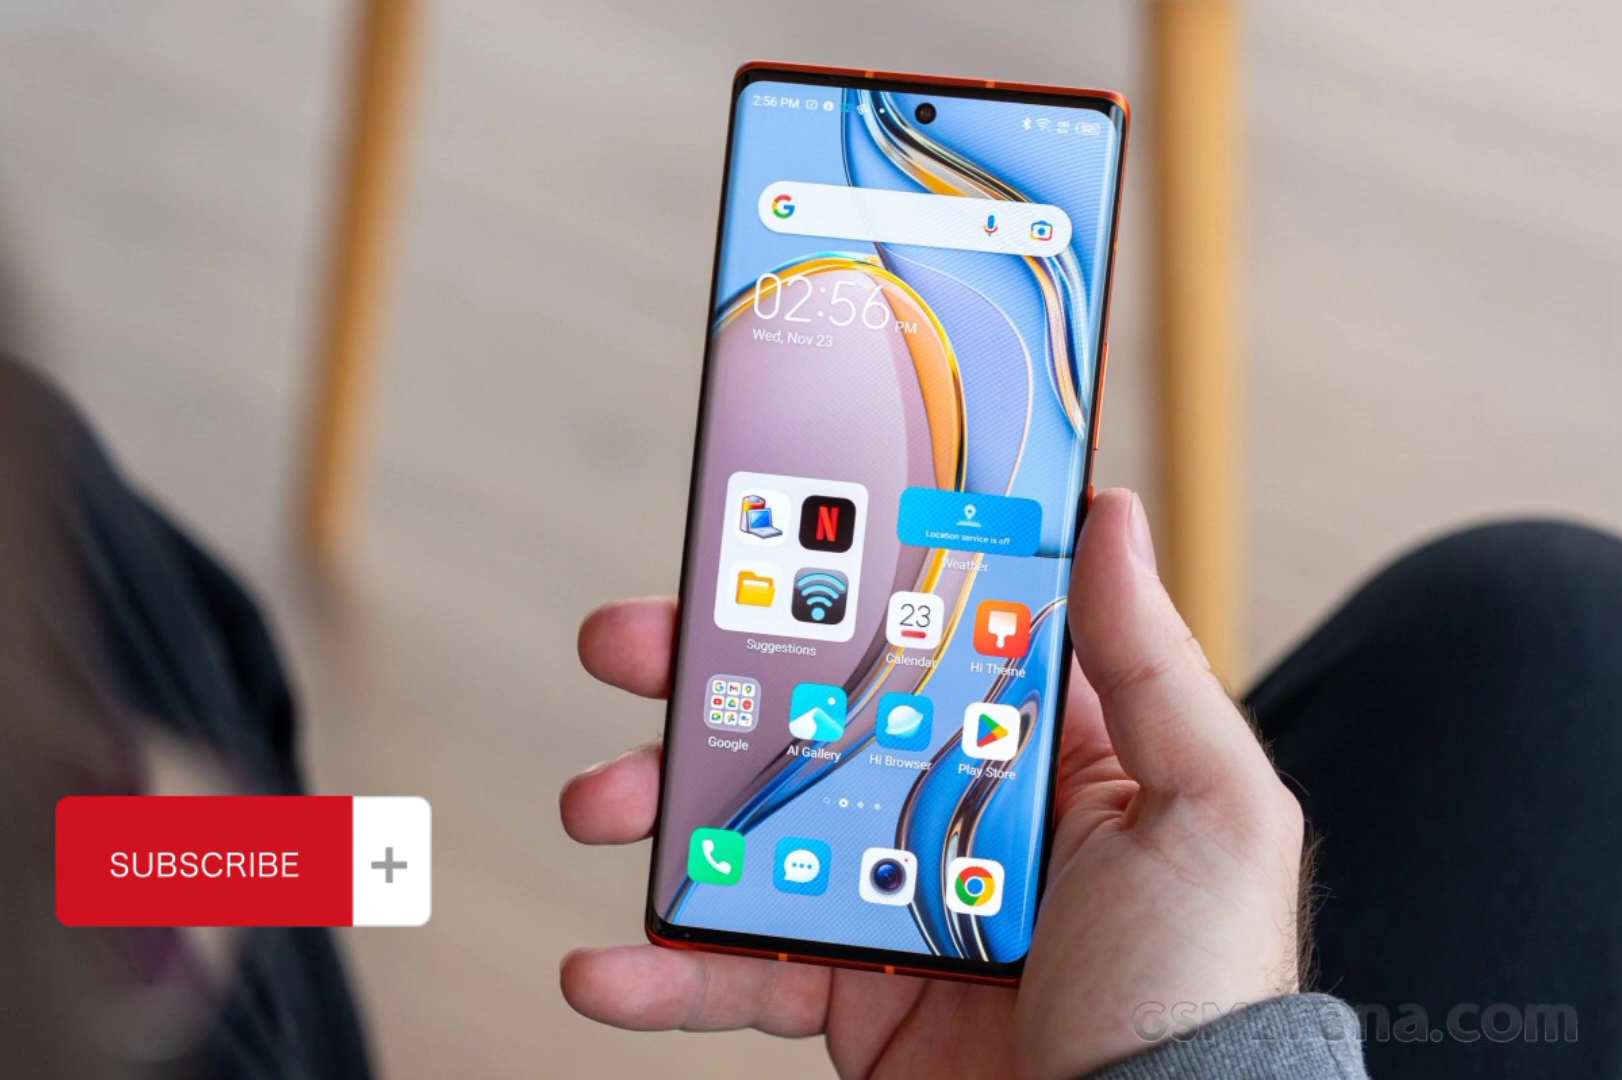 2:56 PM
02:56 PM
Wed, Nov 23
Location service is off
Weather
N
23
Suggestions
Calendar
Hi Theme
Google
AI Gallery
Hi Browser
Play Store
SUBSCRIBE +
GSMArena.com